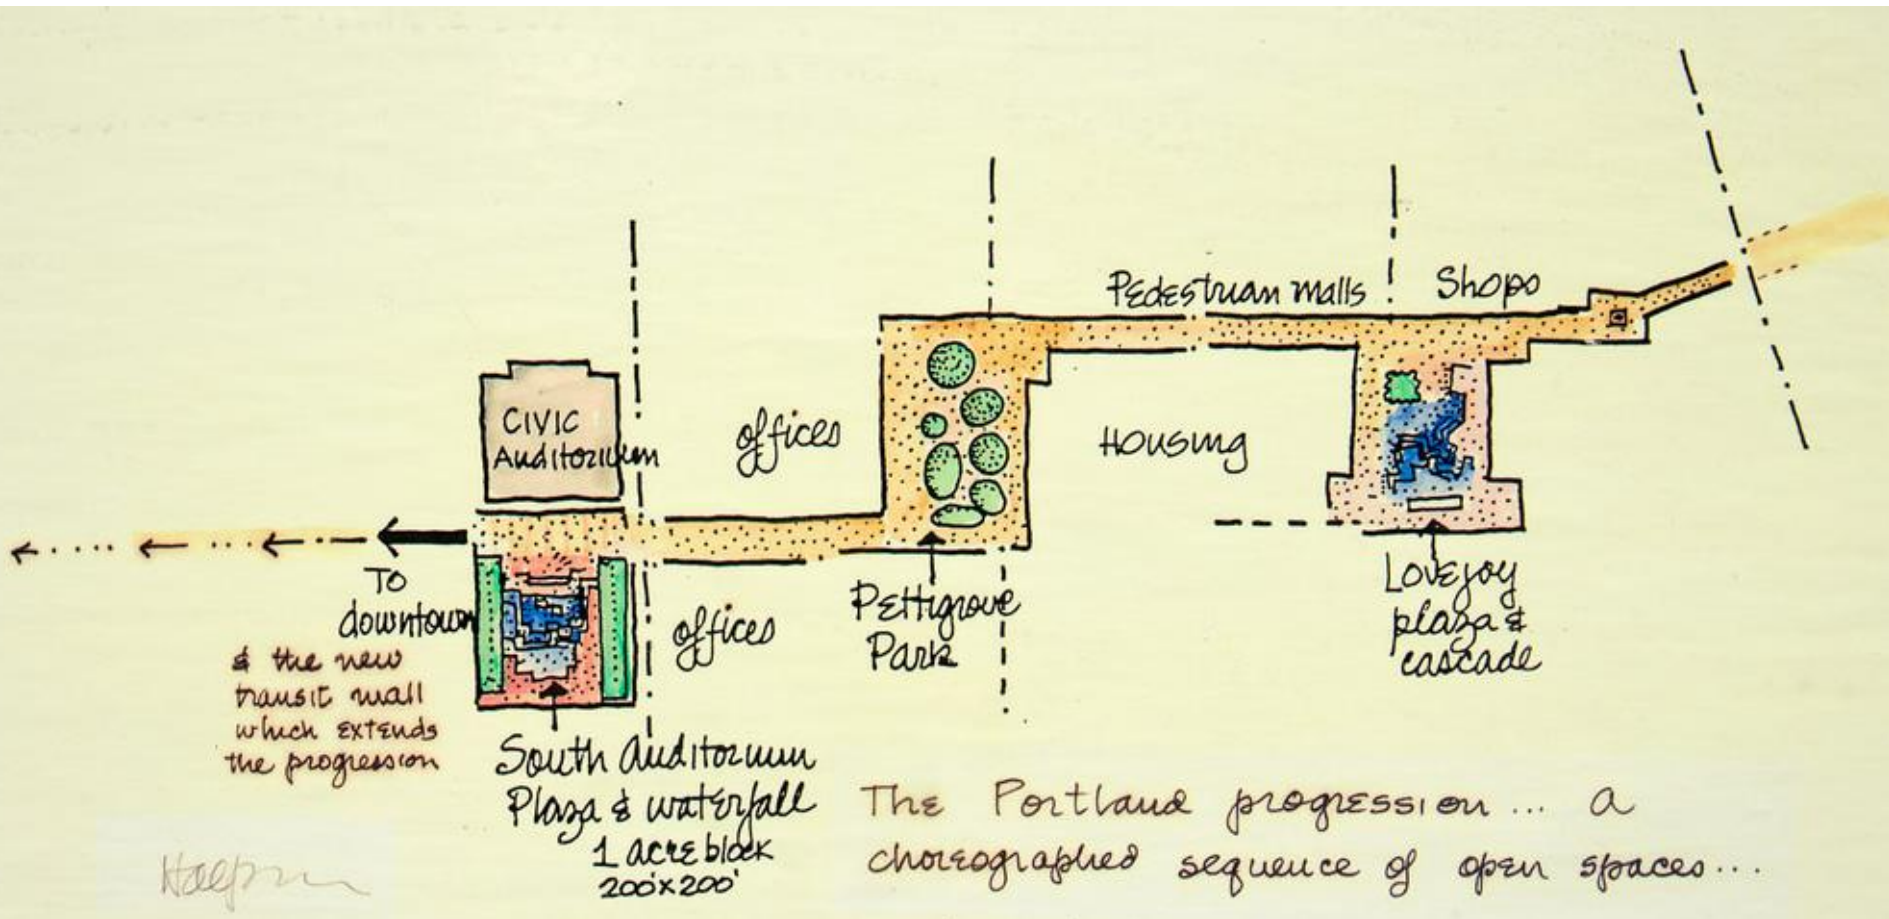 Pedestrian malls
Shops
CIVIC
Auditorium
offices
Housing
To
downtown
& the new
transit mall
which extends
the progression
offices
Pettigrove
Park
Lovejoy
plaza &
cascade
South Auditorium
Plaza & waterfall
1 acre block
200'x200'
The Portland progression... a
choreographed sequence of open spaces...
Halprin